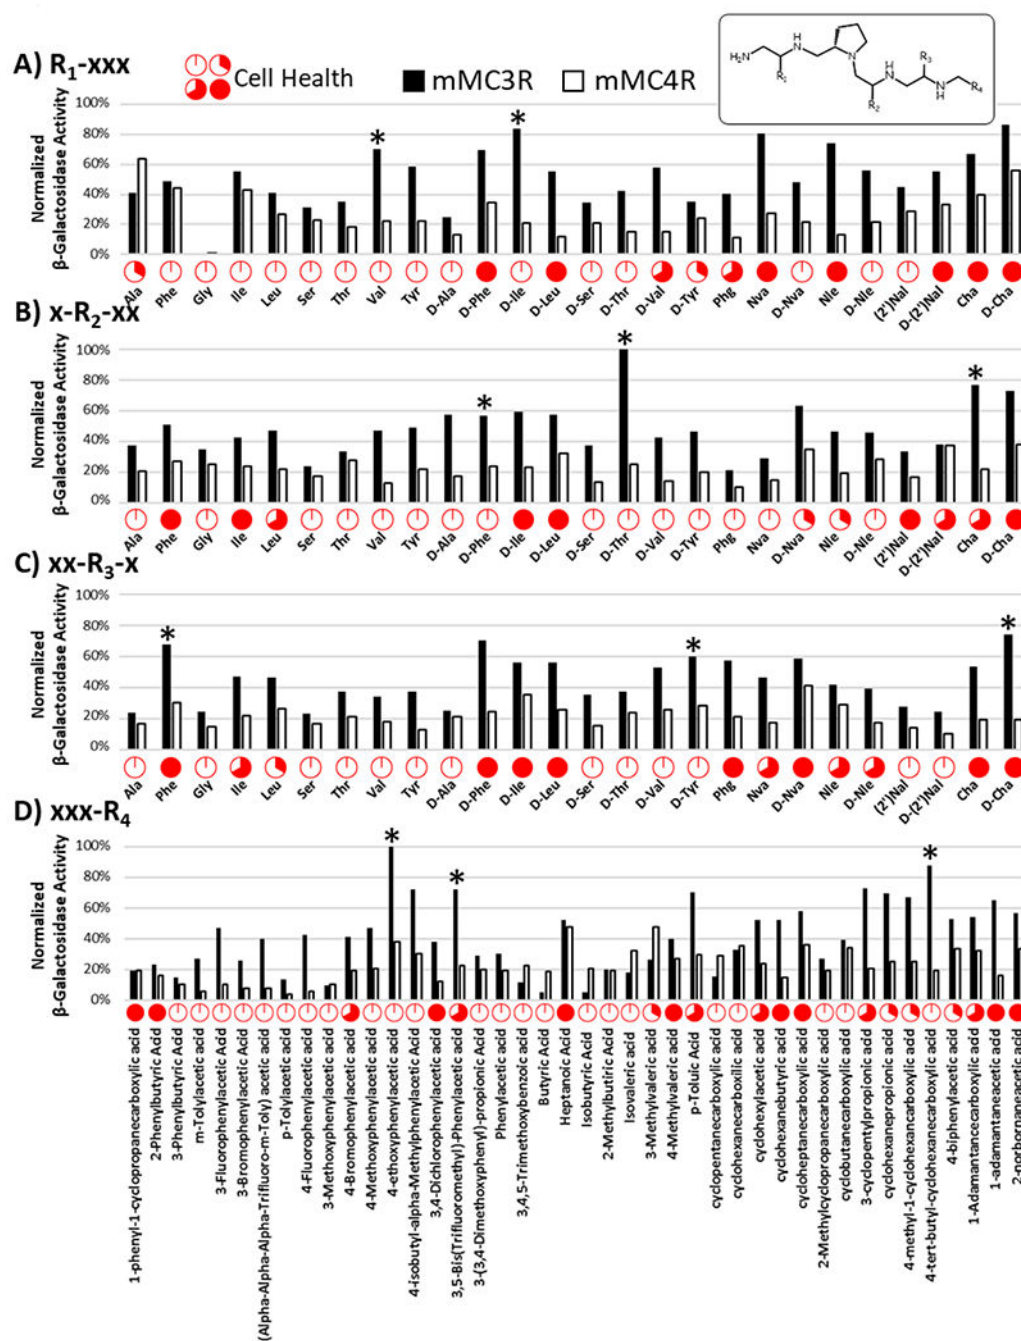 A) R₁-xxx
Cell Health
mMC3R
mMC4R
H₂N
R₁
H
N
N
R₂
H
N
R₃
N
H
R₄
Normalized
β-Galactosidase Activity
100%
80%
60%
40%
20%
0%
* *
Ala Phe Gly Ile Leu Ser Thr Val Tyr D-Ala D-Phe D-Ile D-Leu D-Ser D-Thr D-Val D-Tyr Phg Nva D-Nva Nle D-Nle (2')Nal D-(2')Nal Cha D-Cha
B) x-R₂-xx
Normalized
β-Galactosidase Activity
100%
80%
60%
40%
20%
0%
* * *
Ala Phe Gly Ile Leu Ser Thr Val Tyr D-Ala D-Phe D-Ile D-Leu D-Ser D-Thr D-Val D-Tyr Phg Nva D-Nva Nle D-Nle (2')Nal D-(2')Nal Cha D-Cha
C) xx-R₃-x
Normalized
β-Galactosidase Activity
100%
80%
60%
40%
20%
0%
* * *
Ala Phe Gly Ile Leu Ser Thr Val Tyr D-Ala D-Phe D-Ile D-Leu D-Ser D-Thr D-Val D-Tyr Phg Nva D-Nva Nle D-Nle (2')Nal D-(2')Nal Cha D-Cha
D) xxx-R₄
Normalized
β-Galactosidase Activity
100%
80%
60%
40%
20%
0%
* * *
1-phenyl-1-cyclopropanecarboxylic acid
2-Phenylbutyric Acid
3-Phenylbutyric Acid
m-Tolylacetic acid
3-Fluorophenylacetic Acid
3-Bromophenylacetic acid
(Alpha-Alpha-Alpha-Trifluoro-m-Toly) acetic acid
p-Tolylacetic acid
4-Fluorophenylacetic acid
3-Methoxyphenylacetic Acid
4-Bromophenylacetic acid
4-Methoxyphenylacetic acid
4-ethoxyphenylacetic acid
4-isobutyl-alpha-Methylphenylacetic Acid
3,4-Dichlorophenylacetic acid
3,5-Bis(Trifluoromethyl)-Phenylacetic acid
3-(3,4-Dimethoxyphenyl)-propionic Acid
Phenylacetic acid
3,4,5-Trimethoxybenzoic acid
Butyric Acid
Heptanoic Acid
Isobutyric Acid
2-Methylbutiric Acid
Isovaleric acid
3-Methylvaleric acid
4-Methylvaleric acid
p-Toluic Acid
cyclopentanecarboxylic acid
cyclohexanecarboxilic acid
cyclohexylacetic acid
cyclohexanebutyric acid
cycloheptanecarboxylic acid
2-Methylcyclopropanecarboxylic acid
cyclobutanecarboxylic acid
3-cyclopentylpropionic acid
cyclohexanepropionic acid
4-methyl-1-cyclohexancarboxylic acid
4-tert-butyl-cyclohexanecarboxylic acid
4-biphenylacetic acid
1-Adamantancecarboxylic acid
1-adamantaneacetic acid
2-norbornaneacetic acid